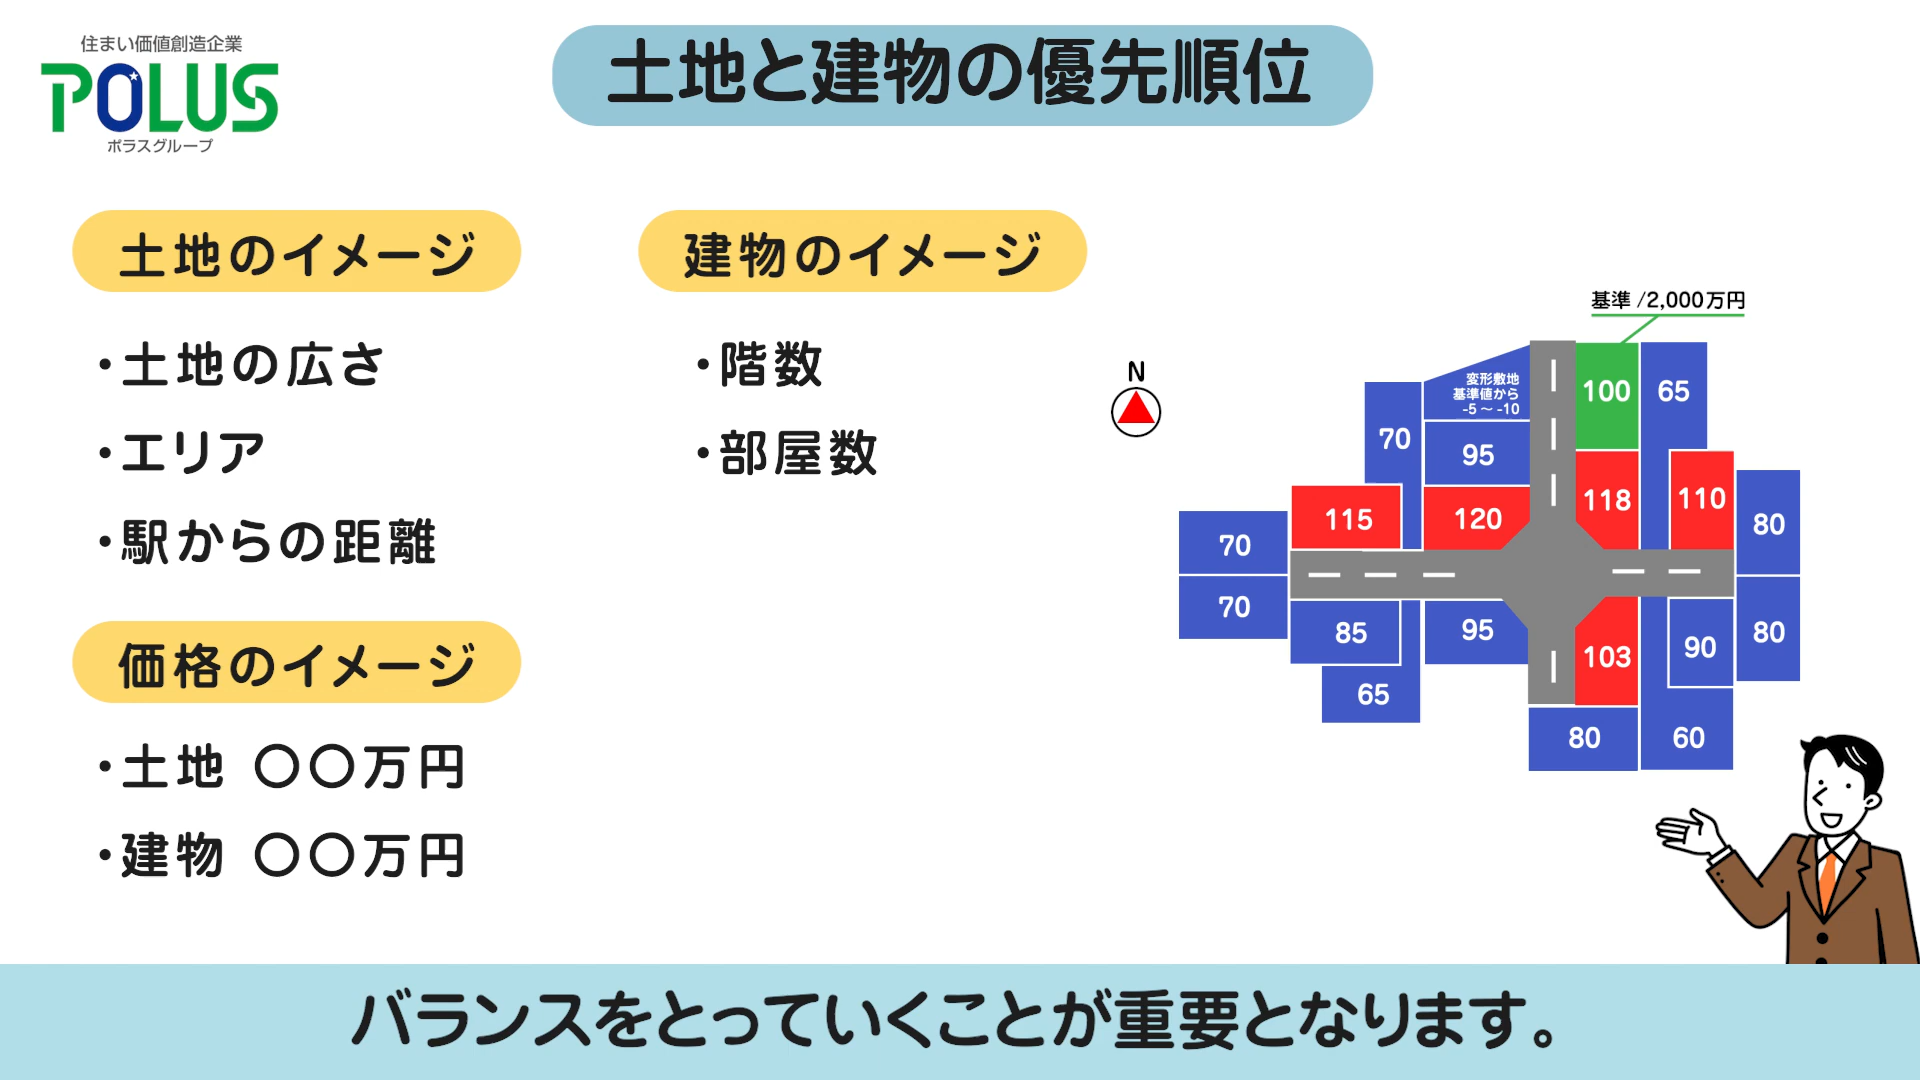 住まい価値創造企業
POLUS
ポラスグループ
土地と建物の優先順位
土地のイメージ
・土地の広さ
・エリア
・駅からの距離
価格のイメージ
・土地 〇〇万円
・建物 〇〇万円
建物のイメージ
・階数
・部屋数
基準/2,000万円
N
変形敷地
基準値から
-5～-10
100
65
70
95
115
120
118
110
80
70
70
85
95
103
90
80
65
80
60
バランスをとっていくことが重要となります。